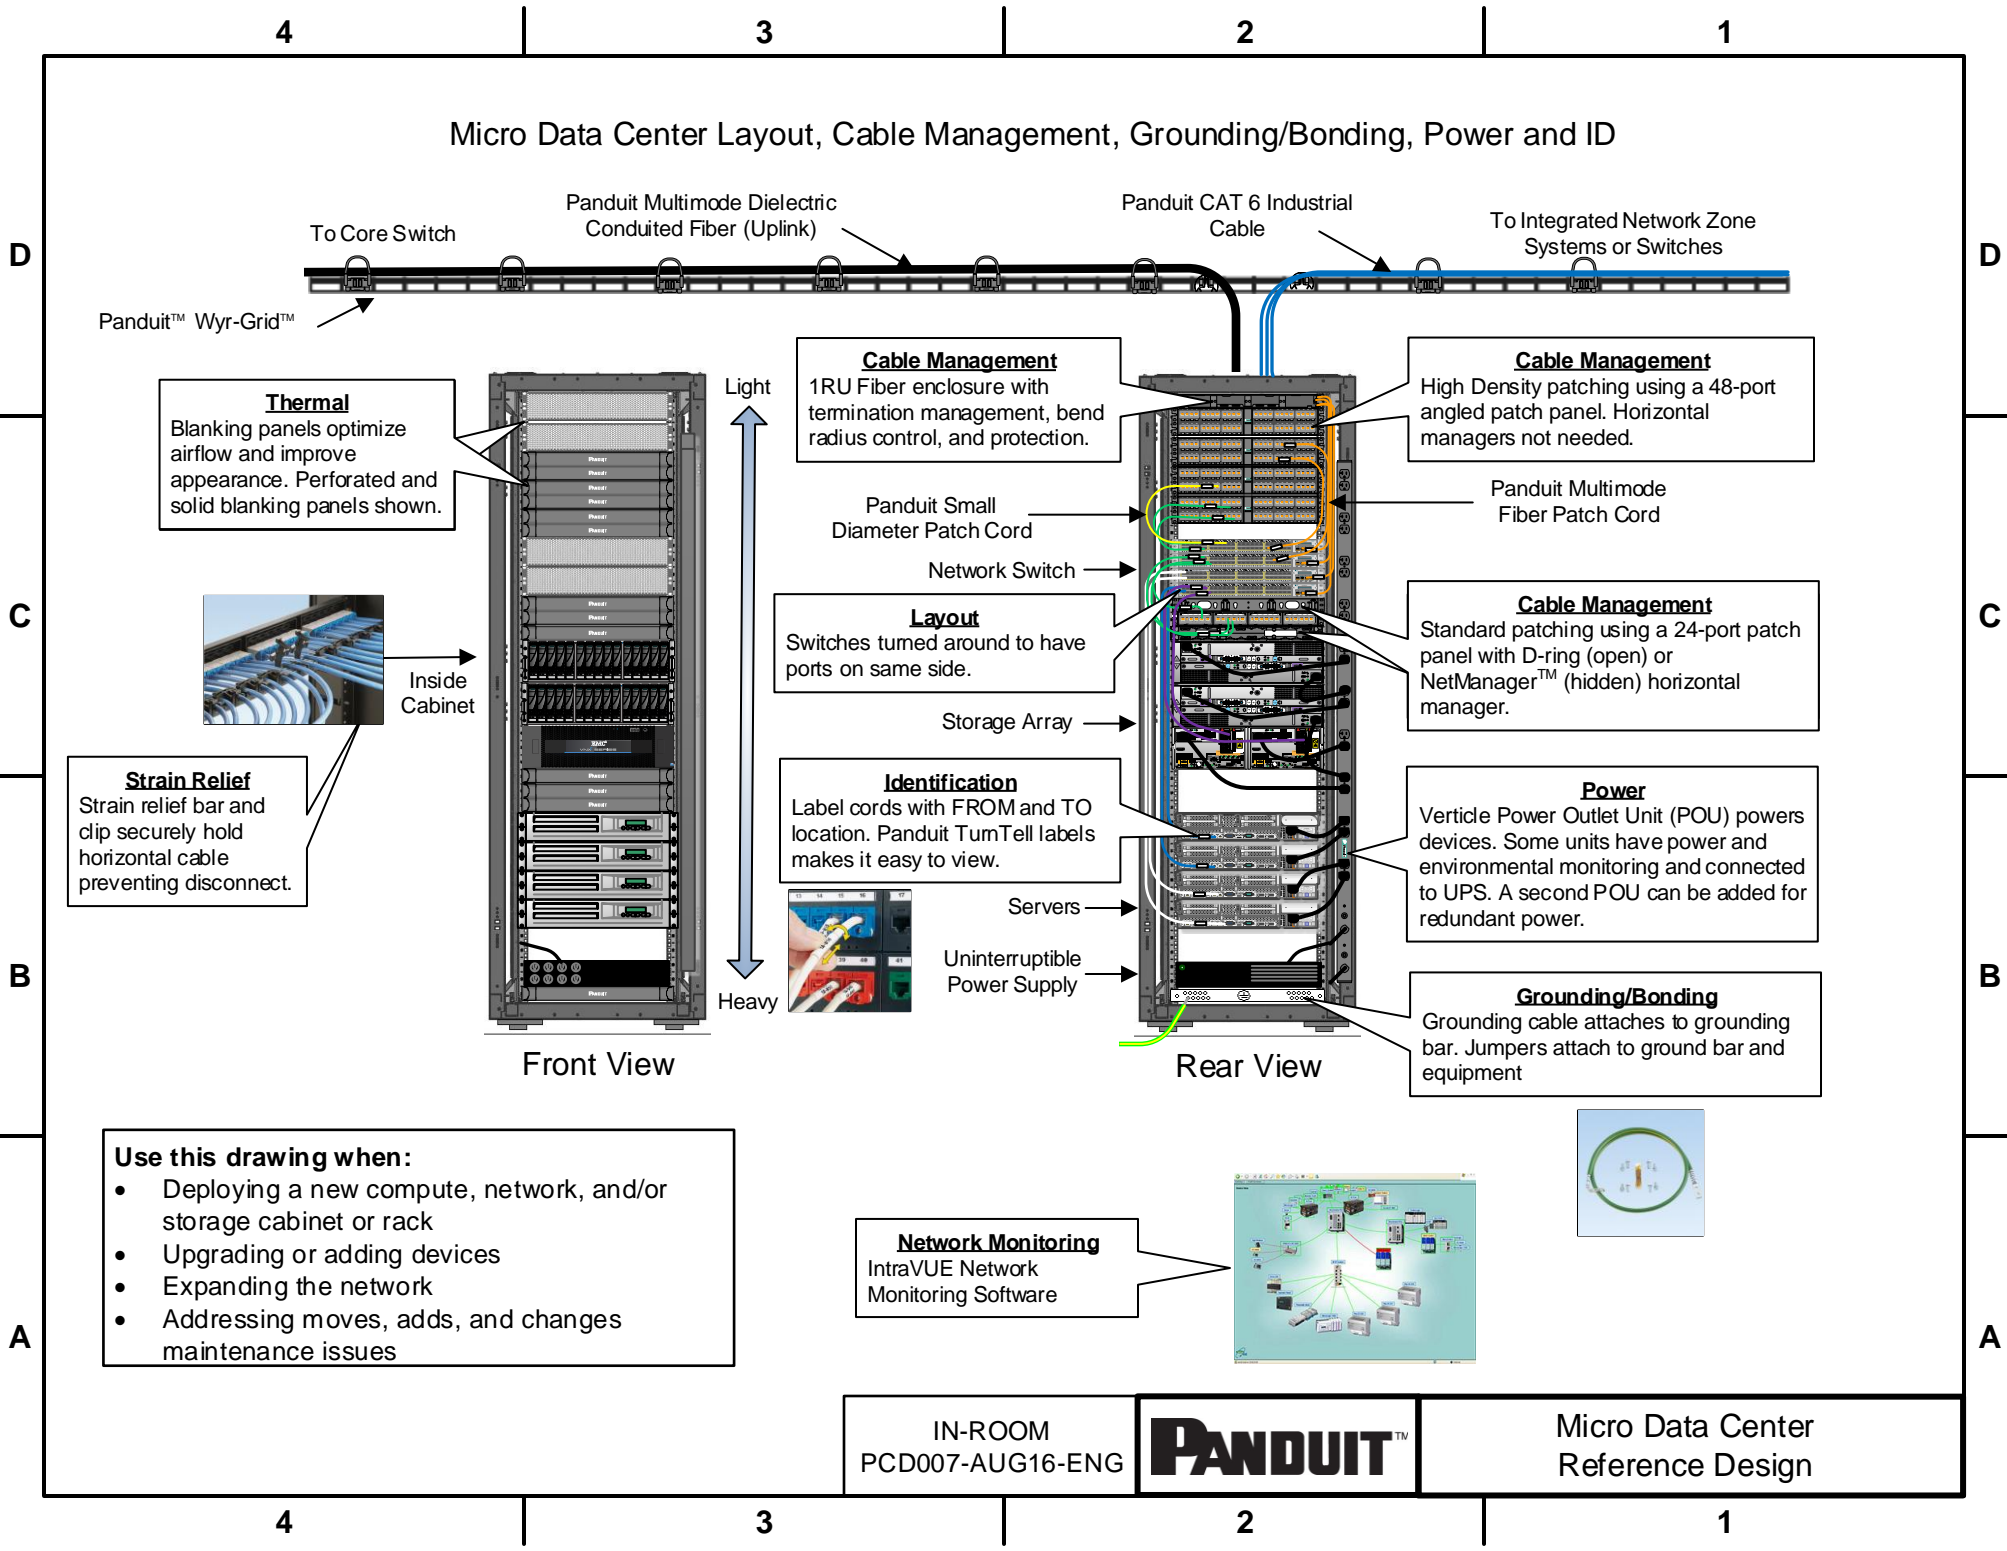 4 3 2 1
Micro Data Center Layout, Cable Management, Grounding/Bonding, Power and ID
To Core Switch
Panduit Multimode Dielectric
Conduited Fiber (Uplink)
Panduit CAT 6 Industrial
Cable
To Integrated Network Zone
Systems or Switches
D
D
Panduit™ Wyr-Grid™
Thermal
Blanking panels optimize
airflow and improve
appearance. Perforated and
solid blanking panels shown.
Light
Cable Management
1RU Fiber enclosure with
termination management, bend
radius control, and protection.
Cable Management
High Density patching using a 48-port
angled patch panel. Horizontal
managers not needed.
Panduit Small
Diameter Patch Cord
Panduit Multimode
Fiber Patch Cord
Network Switch
C
C
Layout
Switches turned around to have
ports on same side.
Cable Management
Standard patching using a 24-port patch
panel with D-ring (open) or
NetManager™ (hidden) horizontal
manager.
Inside
Cabinet
Storage Array
Strain Relief
Strain relief bar and
clip securely hold
horizontal cable
preventing disconnect.
Identification
Label cords with FROM and TO
location. Panduit TurnTell labels
makes it easy to view.
Power
Verticle Power Outlet Unit (POU) powers
devices. Some units have power and
environmental monitoring and connected
to UPS. A second POU can be added for
redundant power.
13 14 15 16 17
39 40 41
Servers
Uninterruptible
Power Supply
B
B
Heavy
Grounding/Bonding
Grounding cable attaches to grounding
bar. Jumpers attach to ground bar and
equipment
Front View
Rear View
Use this drawing when:
• Deploying a new compute, network, and/or
storage cabinet or rack
• Upgrading or adding devices
• Expanding the network
• Addressing moves, adds, and changes
maintenance issues
Network Monitoring
IntraVUE Network
Monitoring Software
A
A
IN-ROOM
PCD007-AUG16-ENG
PANDUIT™
Micro Data Center
Reference Design
4 3 2 1